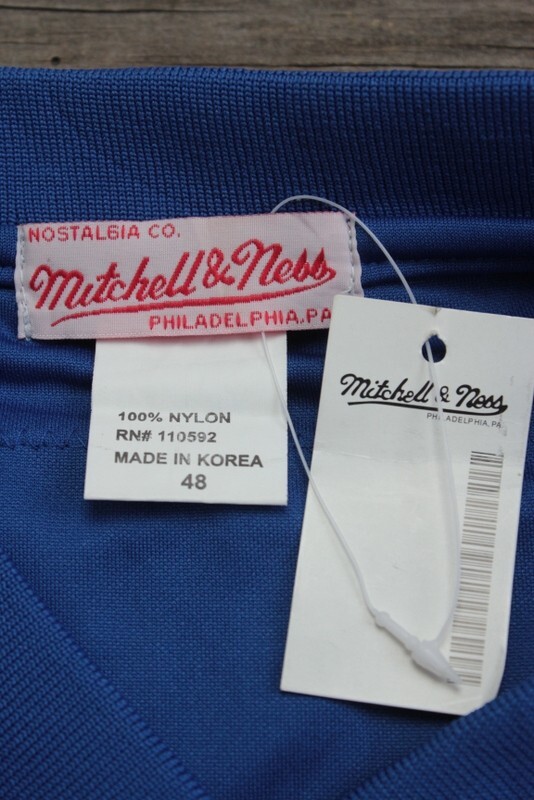 NOSTALGIA CO.
Mitchell & Ness
PHILADELPHIA, PA
100% NYLON
RN# 110592
MADE IN KOREA
48
Mitchell & Ness
PHILADELPHIA, PA